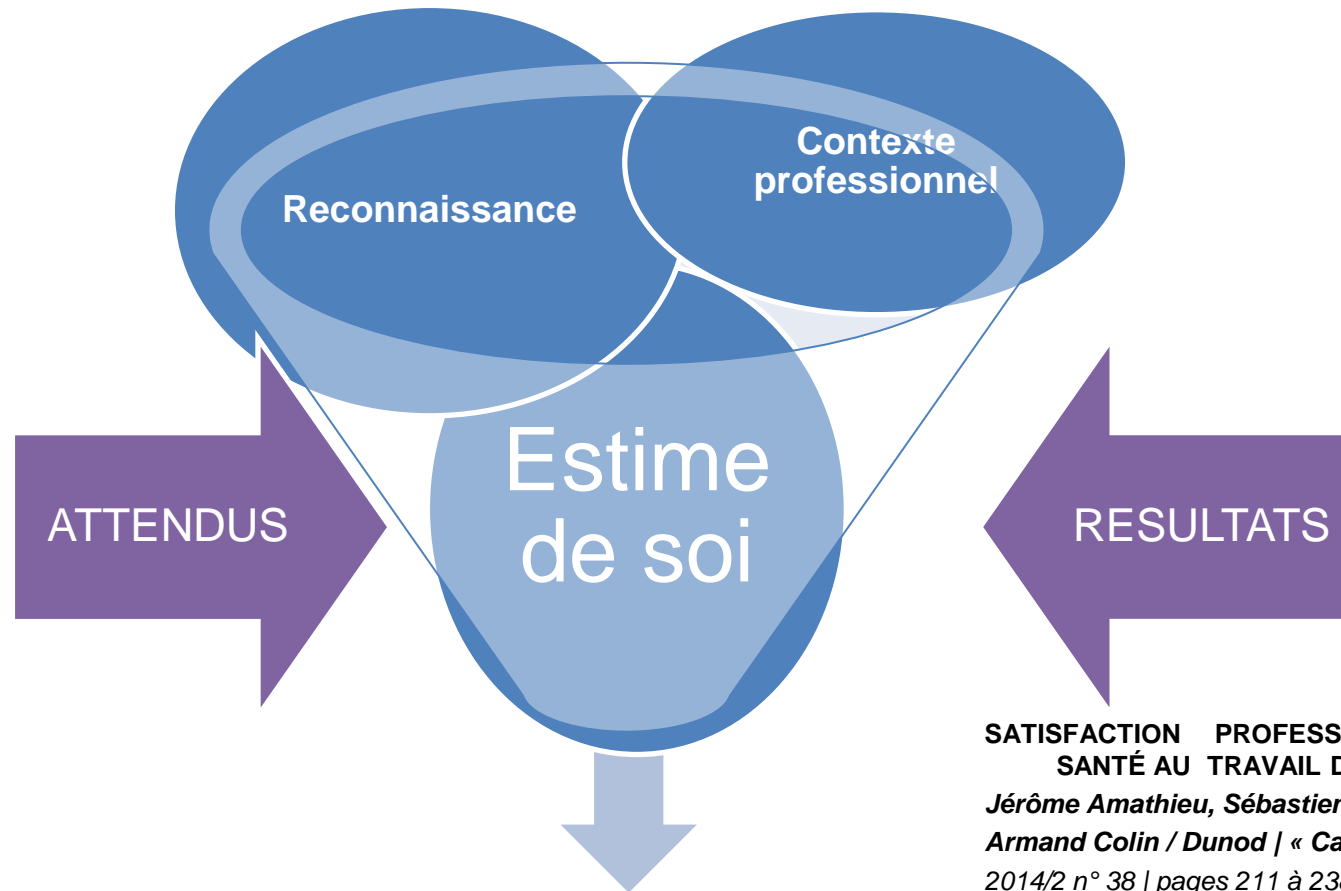 Contexte
professionnel
Reconnaissance
Estime
de soi
ATTENDUS
RESULTATS
SATISFACTION PROFESS
SANTÉ AU TRAVAIL D
Jérôme Amathieu, Sébastien
Armand Colin / Dunod | « Ca
2014/2 n° 38 | pages 211 à 238